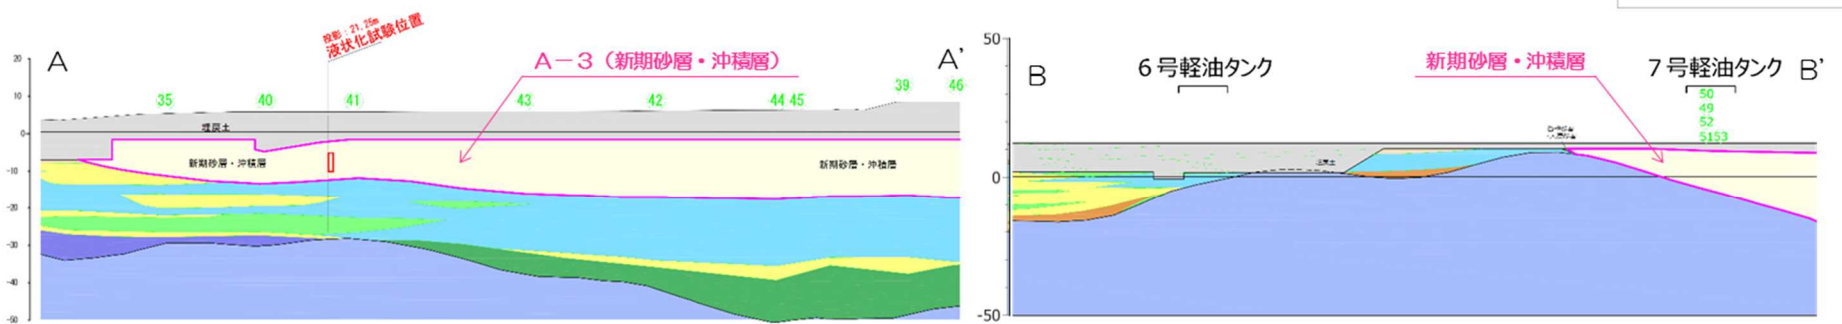 投影：21.25m
液状化試験位置
A
A－3（新期砂層・沖積層）
A'
35
40
41
43
42
44 45
39
46
埋戻土
新期砂層・沖積層
新期砂層・沖積層
20
10
0
-10
-20
-30
-40
-50
50
0
-50
B
6号軽油タンク
新期砂層・沖積層
7号軽油タンク
B'
50
49
52
5153